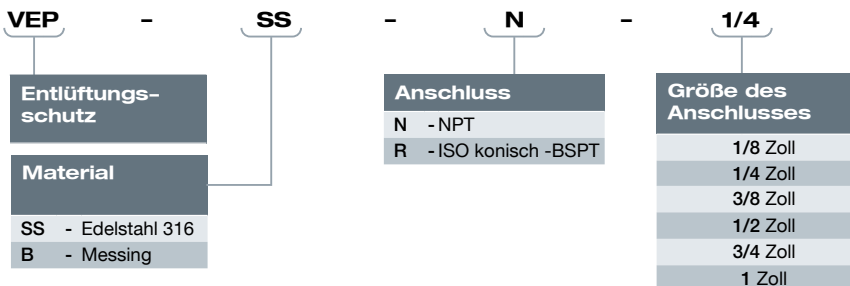 VEP - SS - N - 1/4
Entlüftungs-
schutz
Material
SS - Edelstahl 316
B - Messing
Anschluss
N - NPT
R - ISO konisch -BSPT
Größe des
Anschlusses
1/8 Zoll
1/4 Zoll
3/8 Zoll
1/2 Zoll
3/4 Zoll
1 Zoll